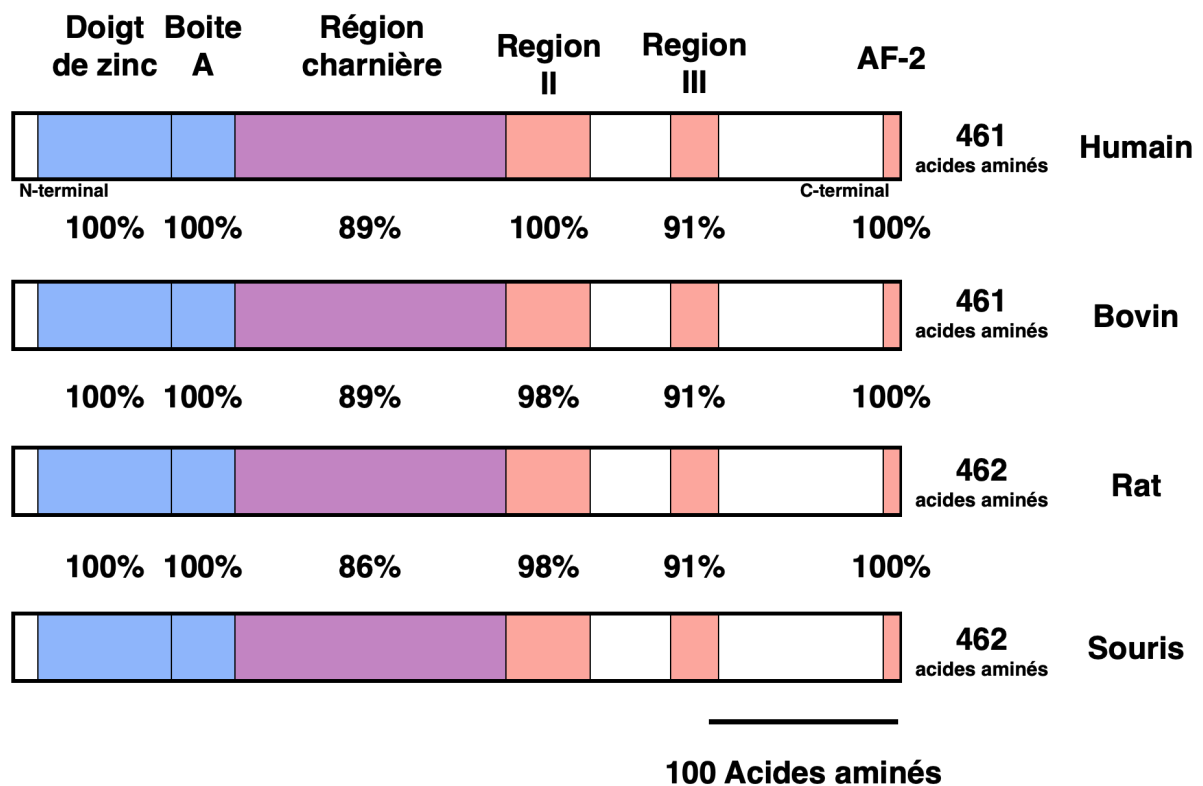 Doigt de zinc
Boite A
Région charnière
Region II
Region III
AF-2
461 acides aminés
Humain
N-terminal
C-terminal
100% 100% 89% 100% 91% 100%
461 acides aminés
Bovin
100% 100% 89% 98% 91% 100%
462 acides aminés
Rat
100% 100% 86% 98% 91% 100%
462 acides aminés
Souris
100 Acides aminés